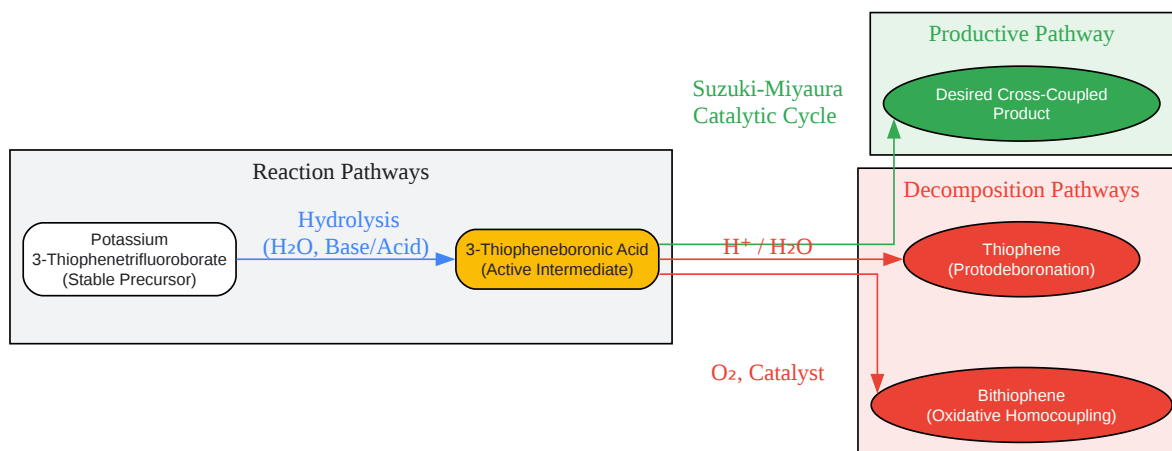 Productive Pathway
Desired Cross-Coupled
Product
Suzuki-Miyaura
Catalytic Cycle
Reaction Pathways
Decomposition Pathways
Potassium
3-Thiophenetrifluoroborate
(Stable Precursor)
Hydrolysis
(H₂O, Base/Acid)
3-Thiopheneboronic Acid
(Active Intermediate)
H⁺ / H₂O
Thiophene
(Protodeboronation)
O₂, Catalyst
Bithiophene
(Oxidative Homocoupling)